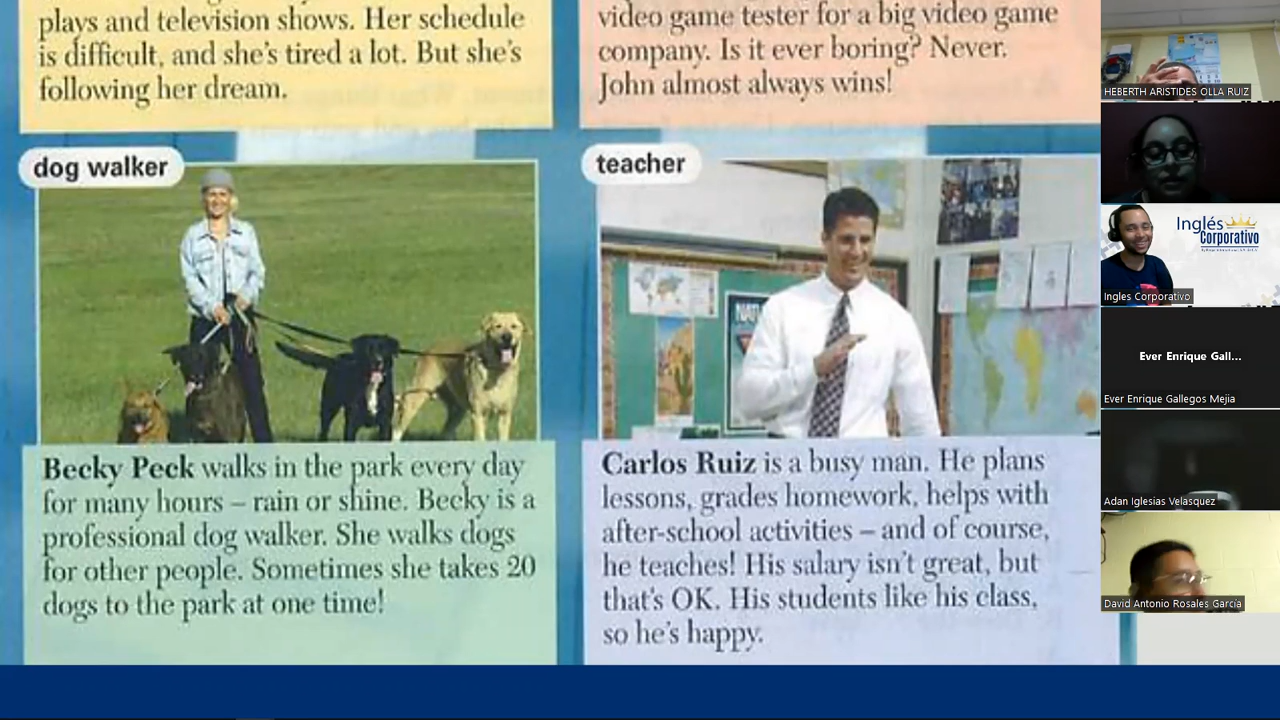 plays and television shows. Her schedule
is difficult, and she's tired a lot. But she's
following her dream.
video game tester for a big video game
company. Is it ever boring? Never.
John almost always wins!
dog walker
Becky Peck walks in the park every day
for many hours – rain or shine. Becky is a
professional dog walker. She walks dogs
for other people. Sometimes she takes 20
dogs to the park at one time!
teacher
NAT
Carlos Ruiz is a busy man. He plans
lessons, grades homework, helps with
after-school activities – and of course,
he teaches! His salary isn't great, but
that's OK. His students like his class,
so he's happy.
HEBERTH ARISTIDES OLLA RUIZ
Inglés
Corporativo
Ingles Corporativo
Ever Enrique Gall...
Ever Enrique Gallegos Mejia
Adan Iglesias Velasquez
David Antonio Rosales García